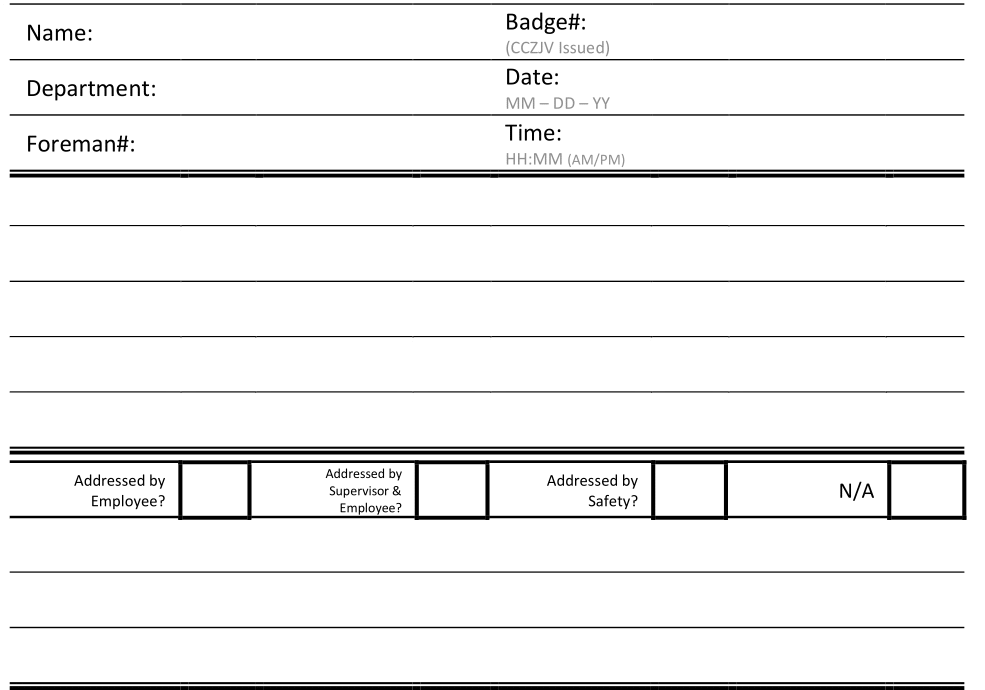 Name:
Badge#:
(CCZJV Issued)
Department:
Date:
MM – DD – YY
Foreman#:
Time:
HH:MM (AM/PM)
Addressed by
Employee?
Addressed by
Supervisor &
Employee?
Addressed by
Safety?
N/A